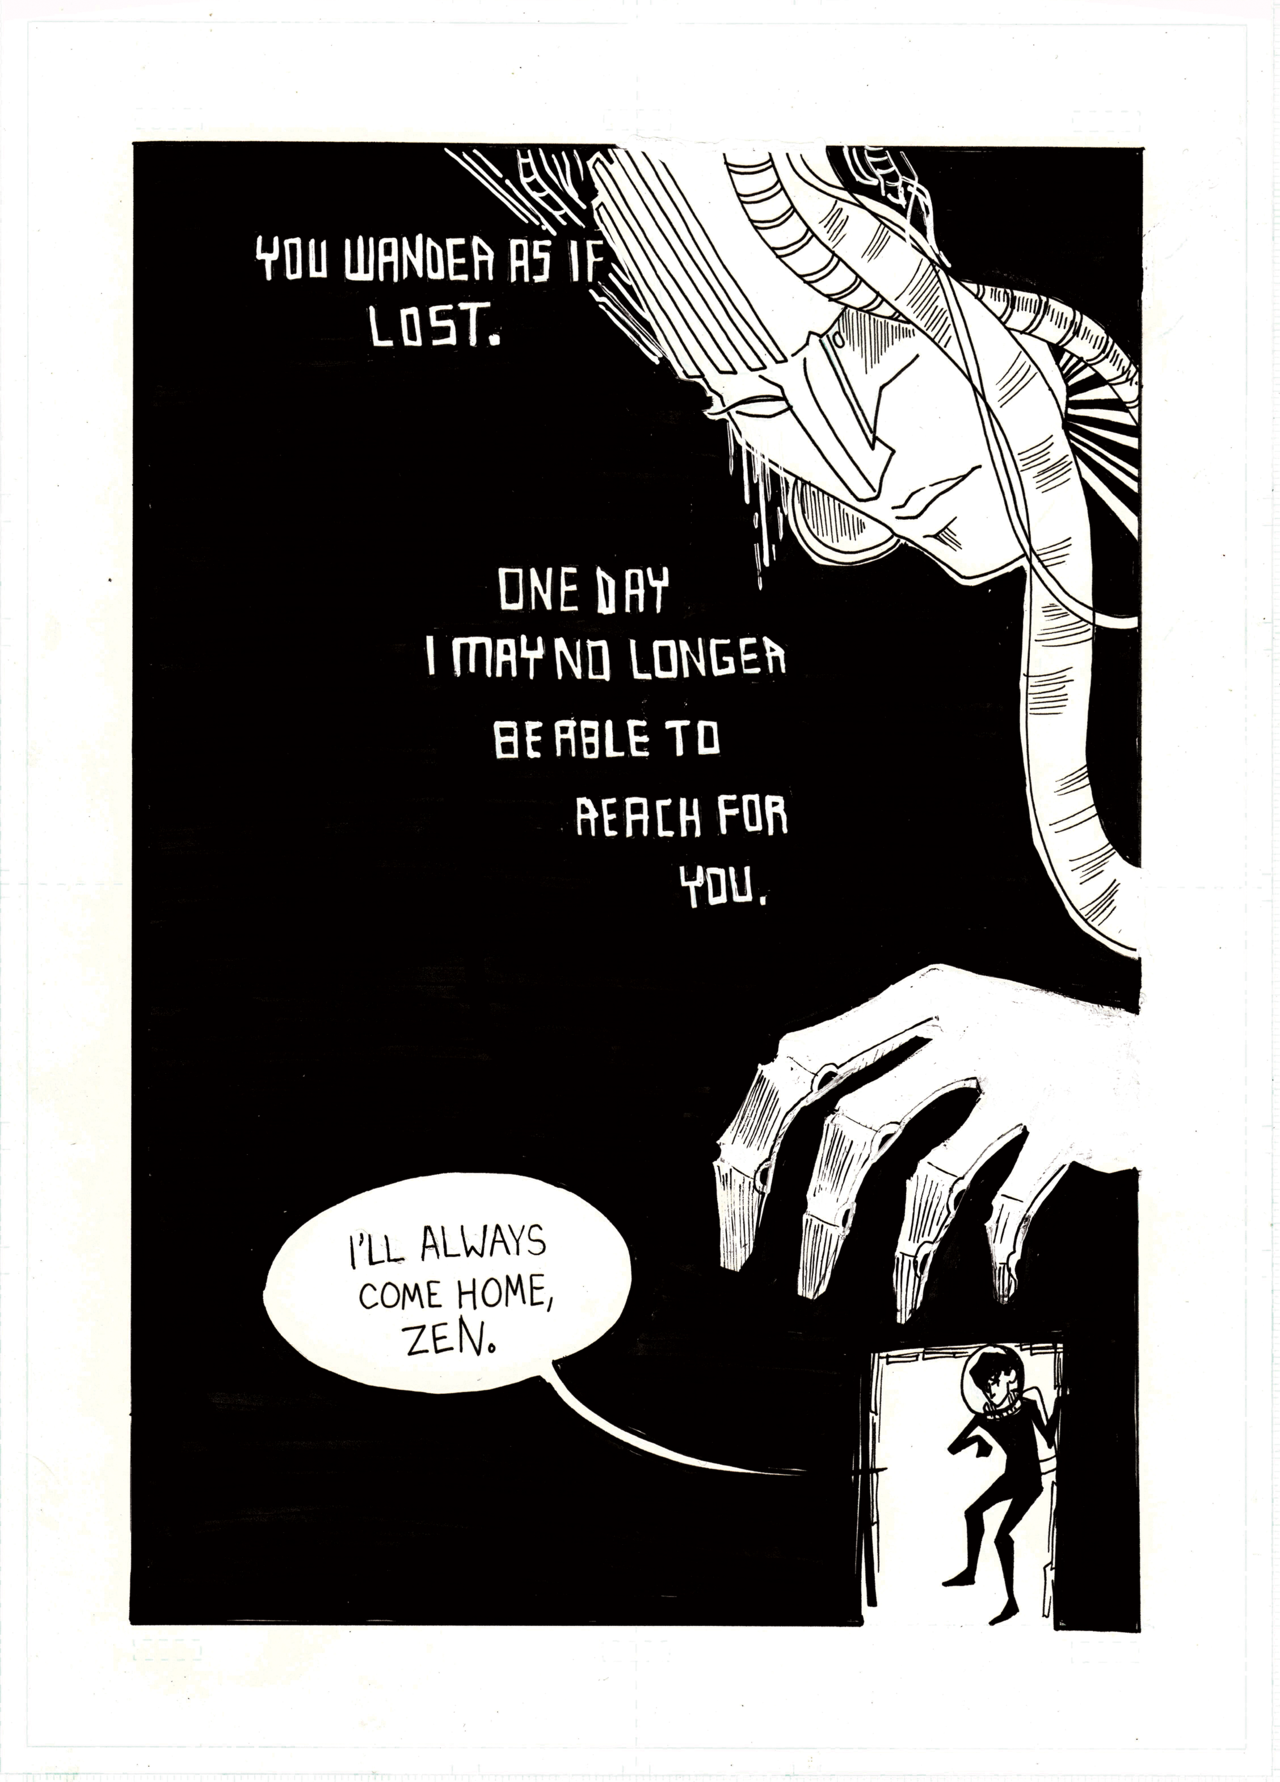 YOU WANDER AS IF
LOST.
ONE DAY
I MAY NO LONGER
BE ABLE TO
REACH FOR
YOU.
I'LL ALWAYS
COME HOME,
ZEN.